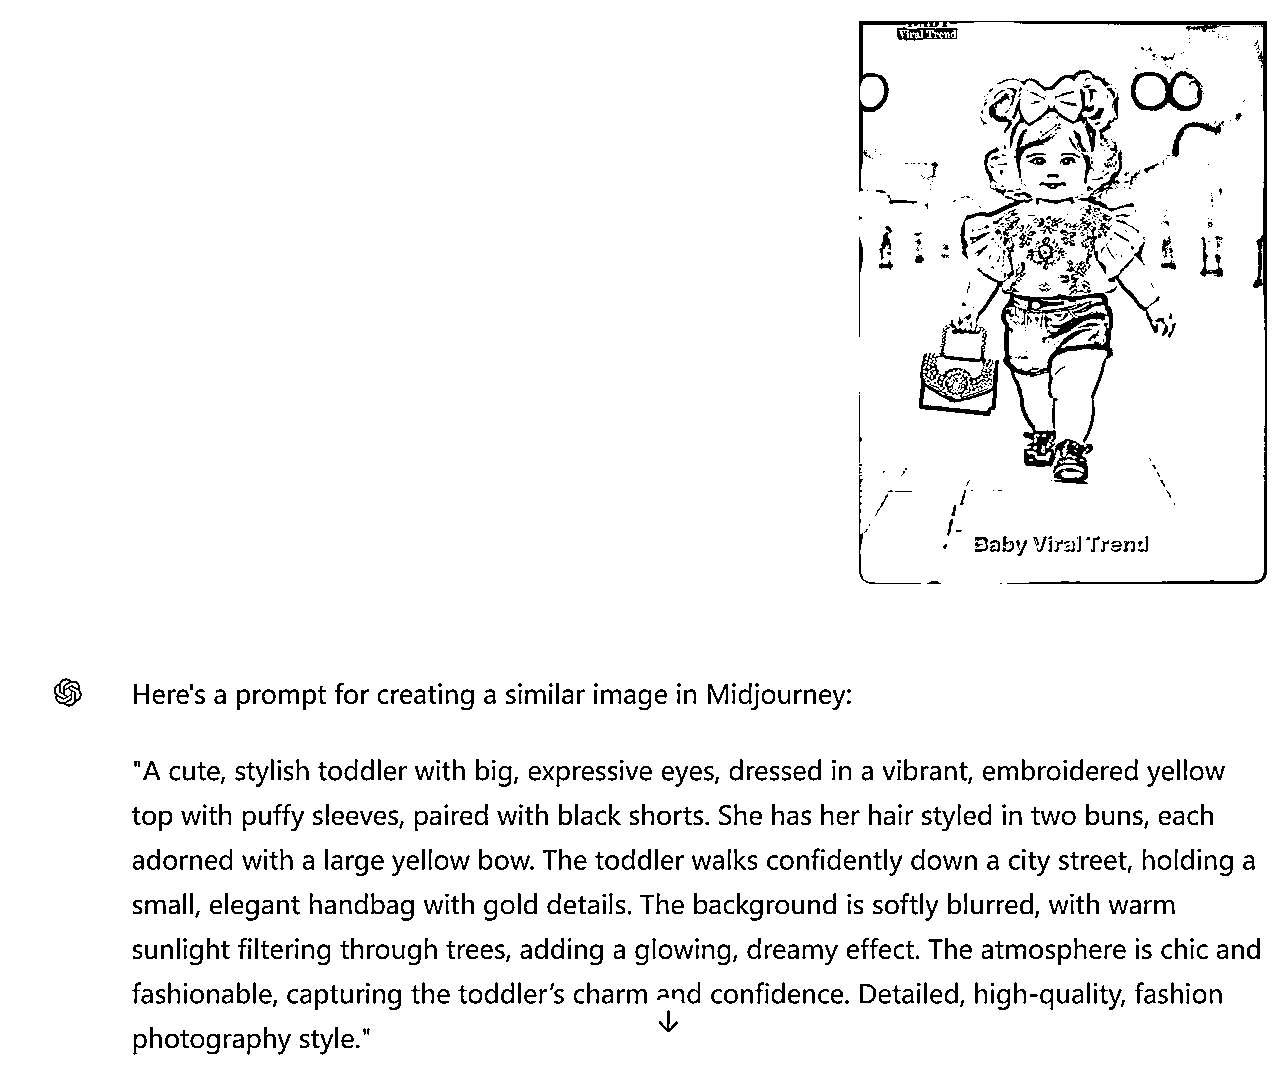 Viral Trend
Baby Viral Trend
Here's a prompt for creating a similar image in Midjourney:
"A cute, stylish toddler with big, expressive eyes, dressed in a vibrant, embroidered yellow
top with puffy sleeves, paired with black shorts. She has her hair styled in two buns, each
adorned with a large yellow bow. The toddler walks confidently down a city street, holding a
small, elegant handbag with gold details. The background is softly blurred, with warm
sunlight filtering through trees, adding a glowing, dreamy effect. The atmosphere is chic and
fashionable, capturing the toddler’s charm and confidence. Detailed, high-quality, fashion
photography style."